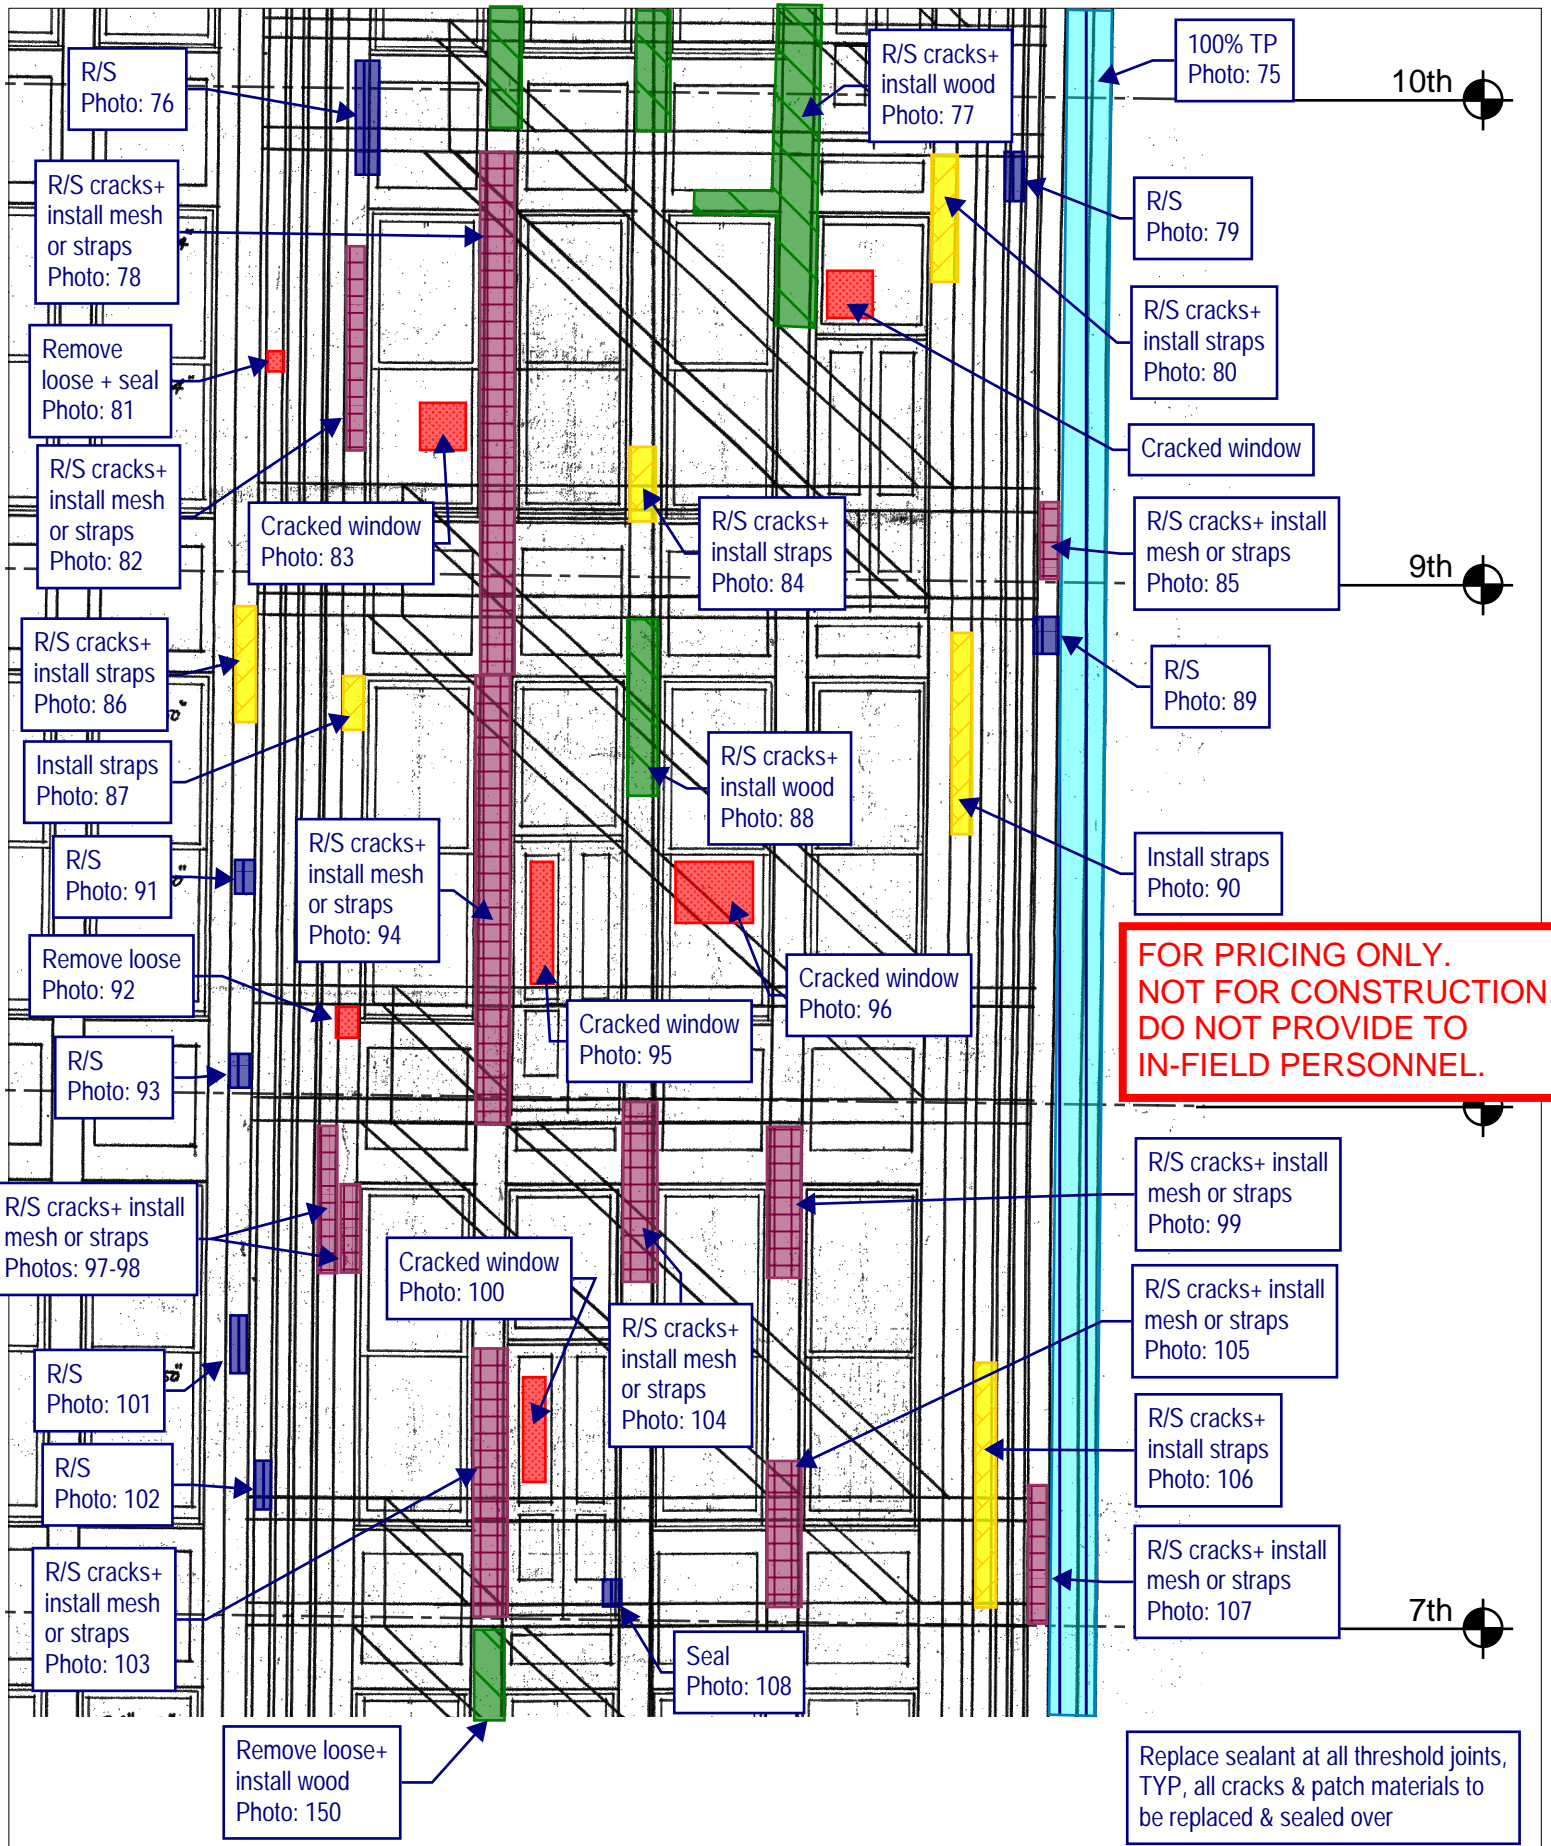 R/S
Photo: 76
R/S cracks+
install wood
Photo: 77
100% TP
Photo: 75
10th
R/S cracks+
install mesh
or straps
Photo: 78
R/S
Photo: 79
R/S cracks+
install straps
Photo: 80
Remove
loose + seal
Photo: 81
Cracked window
R/S cracks+
install mesh
or straps
Photo: 82
Cracked window
Photo: 83
R/S cracks+
install straps
Photo: 84
R/S cracks+ install
mesh or straps
Photo: 85
9th
R/S cracks+
install straps
Photo: 86
R/S
Photo: 89
Install straps
Photo: 87
R/S cracks+
install wood
Photo: 88
R/S
Photo: 91
R/S cracks+
install mesh
or straps
Photo: 94
Install straps
Photo: 90
Remove loose
Photo: 92
Cracked window
Photo: 95
Cracked window
Photo: 96
FOR PRICING ONLY.
NOT FOR CONSTRUCTION.
DO NOT PROVIDE TO
IN-FIELD PERSONNEL.
R/S
Photo: 93
R/S cracks+ install
mesh or straps
Photos: 97-98
R/S cracks+ install
mesh or straps
Photo: 99
Cracked window
Photo: 100
R/S cracks+
install mesh
or straps
Photo: 104
R/S cracks+ install
mesh or straps
Photo: 105
R/S
Photo: 101
R/S cracks+
install straps
Photo: 106
R/S
Photo: 102
R/S cracks+
install mesh
or straps
Photo: 103
R/S cracks+ install
mesh or straps
Photo: 107
7th
Seal
Photo: 108
Remove loose+
install wood
Photo: 150
Replace sealant at all threshold joints,
TYP, all cracks & patch materials to
be replaced & sealed over